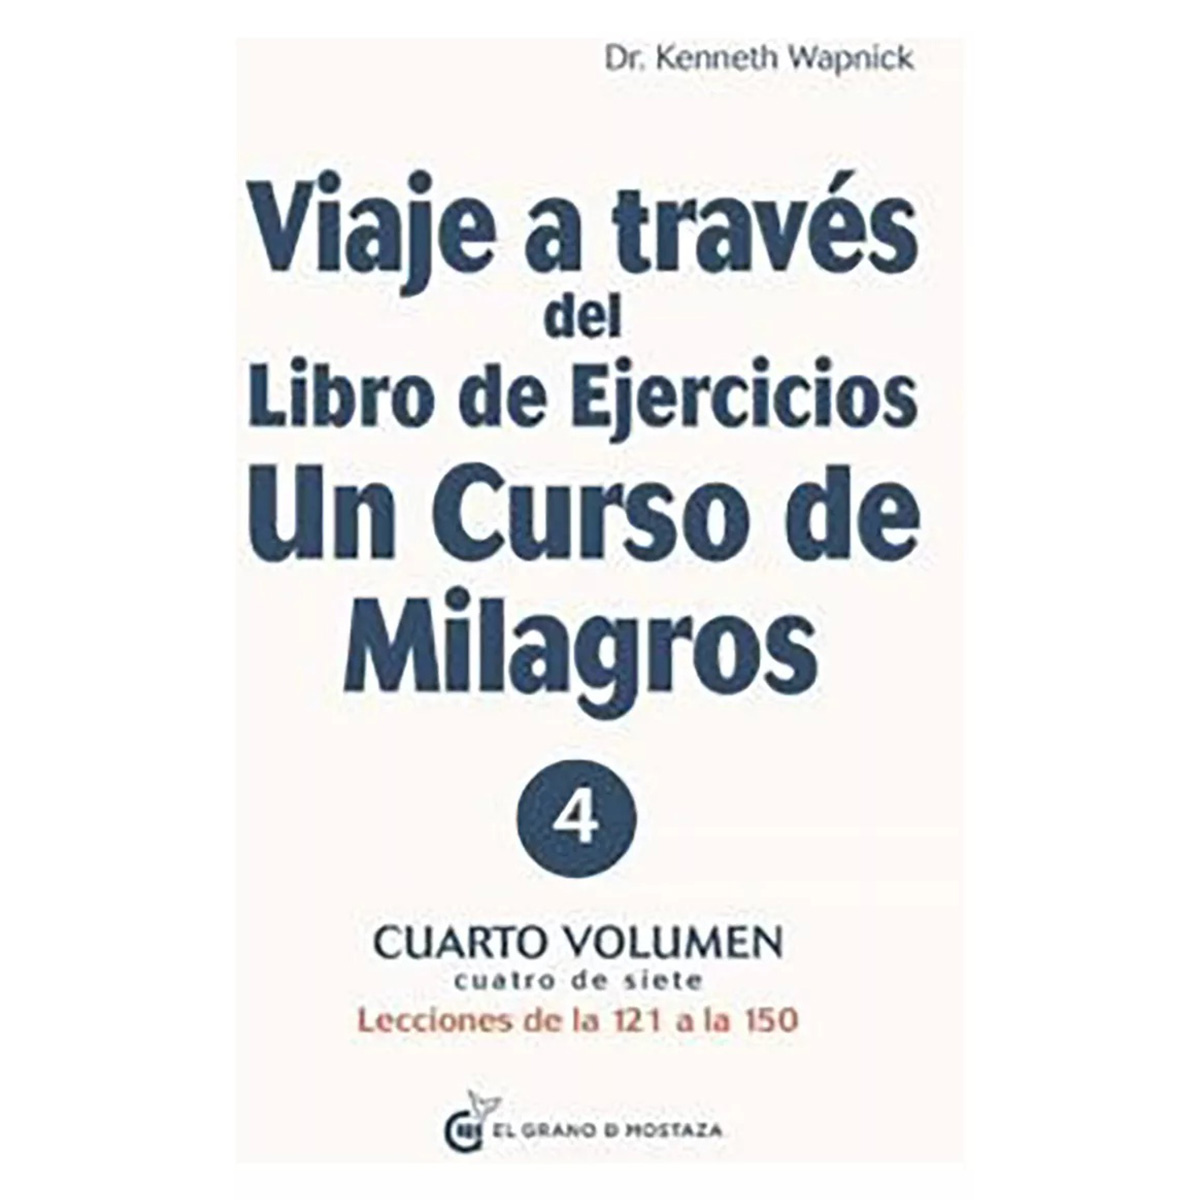 Dr. Kenneth Wapnick
Viaje a través
del
Libro de Ejercicios
Un Curso de
Milagros
4
CUARTO VOLUMEN
cuatro de siete
Lecciones de la 121 a la 150
EL GRANO D MOSTAZA